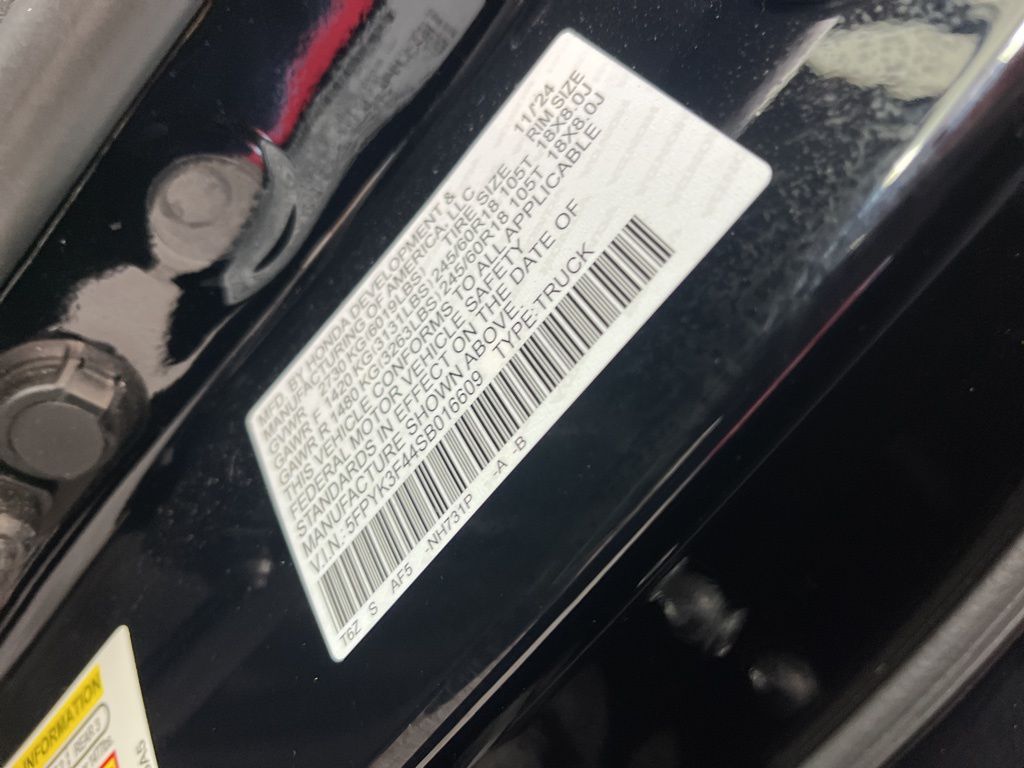 MFD. BY HONDA DEVELOPMENT & 11/'24
MANUFACTURING OF AMERICA, LLC
GVWR 2730 KG(6019LBS) TIRE SIZE RIM SIZE
GAWR F 1420 KG(3131LBS) 245/60R18 105T 18X8.0J
GAWR R 1480 KG(3263LBS) 245/60R18 105T 18X8.0J
THIS VEHICLE CONFORMS TO ALL APPLICABLE
FEDERAL MOTOR VEHICLE SAFETY
STANDARDS IN EFFECT ON THE DATE OF
MANUFACTURE SHOWN ABOVE.
V I N : 5FPYK3F44SB016609 TYPE:TRUCK
T6Z S AF5 -NH731P -A -B
INFORMATION
REAR 3